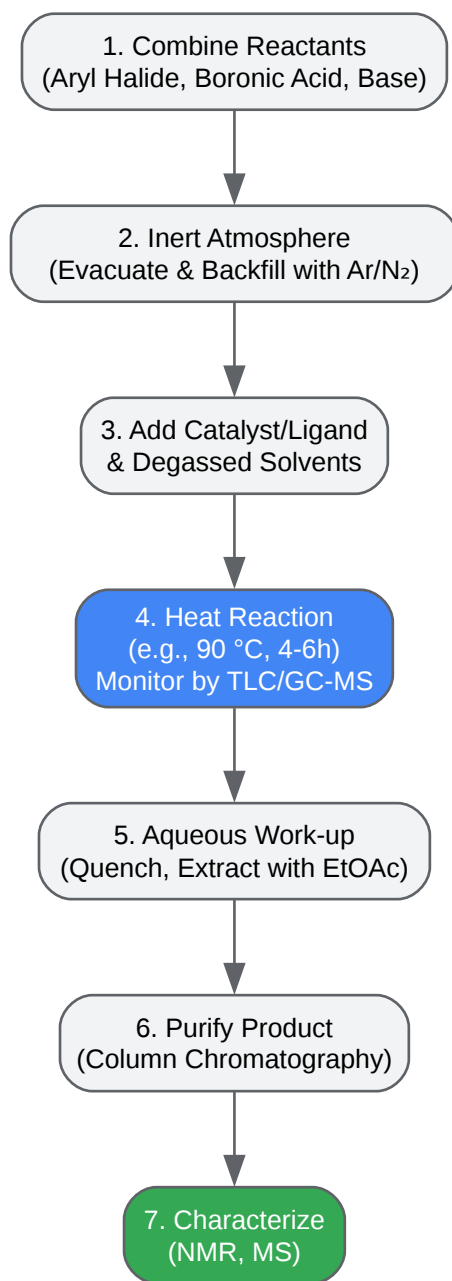 1. Combine Reactants
(Aryl Halide, Boronic Acid, Base)
2. Inert Atmosphere
(Evacuate & Backfill with Ar/N₂)
3. Add Catalyst/Ligand
& Degassed Solvents
4. Heat Reaction
(e.g., 90 °C, 4-6h)
Monitor by TLC/GC-MS
5. Aqueous Work-up
(Quench, Extract with EtOAc)
6. Purify Product
(Column Chromatography)
7. Characterize
(NMR, MS)